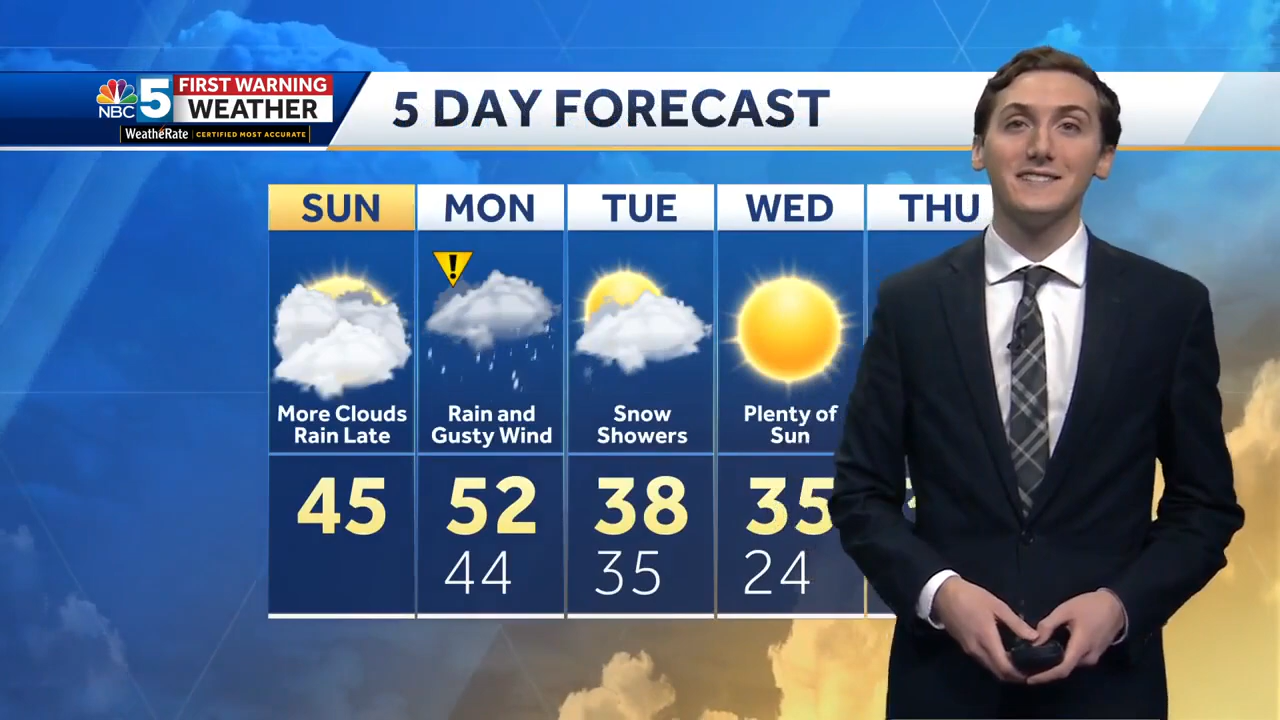 NBC 5 FIRST WARNING
WEATHER
WeatheRate CERTIFIED MOST ACCURATE
5 DAY FORECAST
SUN MON TUE WED THU
!
More Clouds
Rain Late
Rain and
Gusty Wind
Snow
Showers
Plenty of
Sun
45 52 38 35
44 35 24